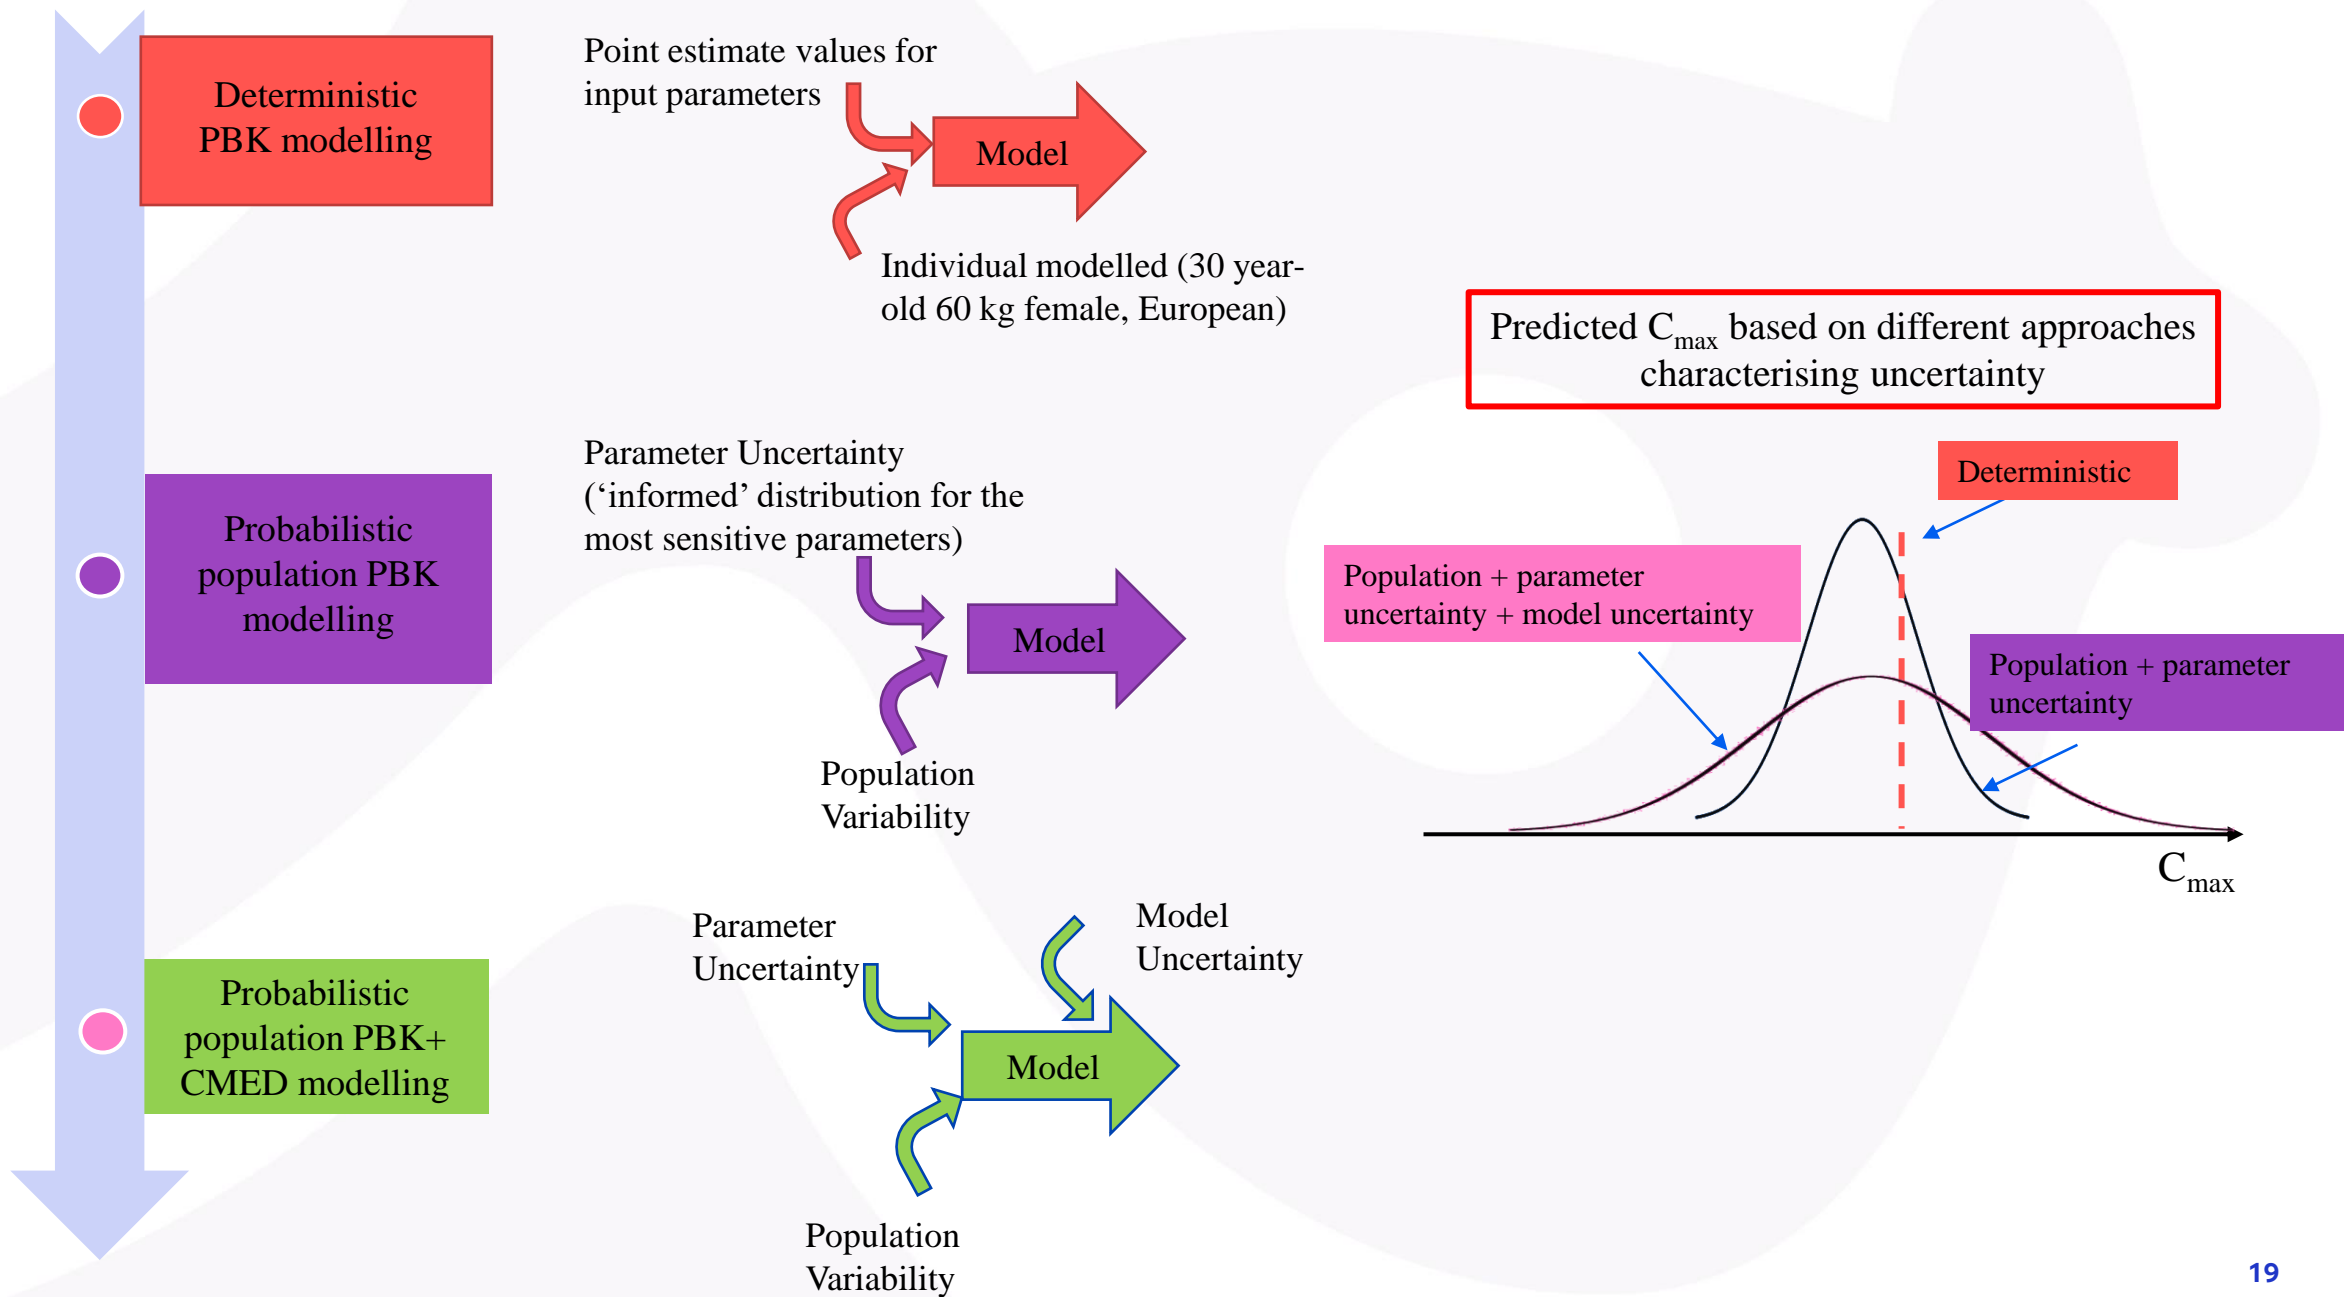 Deterministic
PBK modelling
Point estimate values for
input parameters
Model
Individual modelled (30 year-
old 60 kg female, European)
Probabilistic
population PBK
modelling
Parameter Uncertainty
(‘informed’ distribution for the
most sensitive parameters)
Model
Population
Variability
Probabilistic
population PBK+
CMED modelling
Parameter
Uncertainty
Model
Uncertainty
Model
Population
Variability
Predicted Cmax based on different approaches
characterising uncertainty
Deterministic
Population + parameter
uncertainty + model uncertainty
Population + parameter
uncertainty
Cmax
19